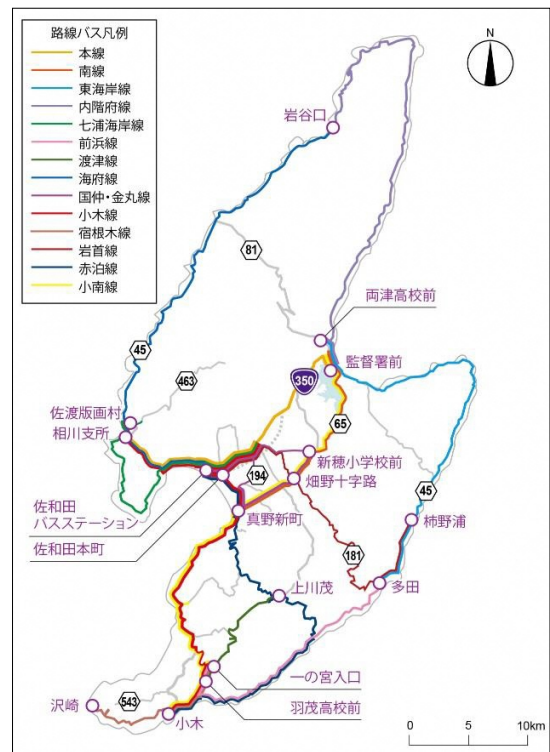 路線バス凡例
本線
南線
東海岸線
内階府線
七浦海岸線
前浜線
渡津線
海府線
国仲・金丸線
小木線
宿根木線
岩首線
赤泊線
小南線
N
岩谷口
81
両津高校前
45
監督署前
463
350
佐渡版画村
65
相川支所
新穂小学校前
194
畑野十字路
45
佐和田
バスステーション
柿野浦
佐和田本町
真野新町
181
上川茂
多田
一の宮入口
沢崎
543
羽茂高校前
小木
0 5 10km